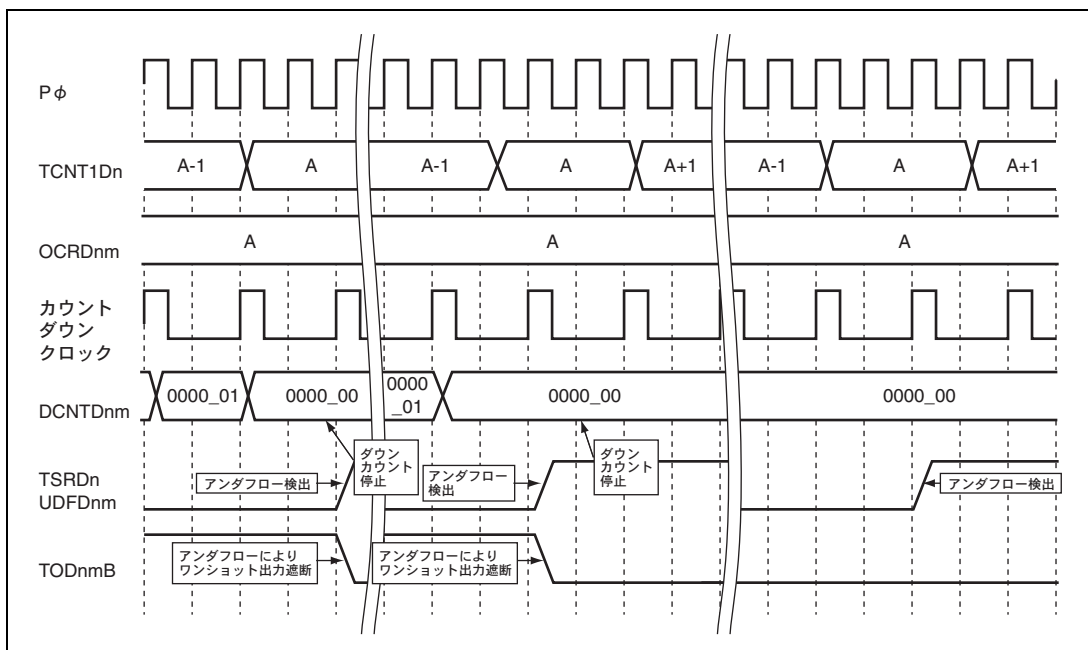 Pφ
TCNT1Dn
A-1
A
A-1
A
A+1
A-1
A
A+1
OCRDnm
A
A
A
カウント
ダウン
クロック
DCNTDnm
0000_01
0000_00
0000
_01
0000_00
0000_00
TSRDn
UDFDnm
アンダフロー検出
ダウン
カウント
停止
アンダフロー
検出
ダウン
カウント
停止
アンダフロー検出
TODnmB
アンダフローにより
ワンショット出力遮断
アンダフローにより
ワンショット出力遮断